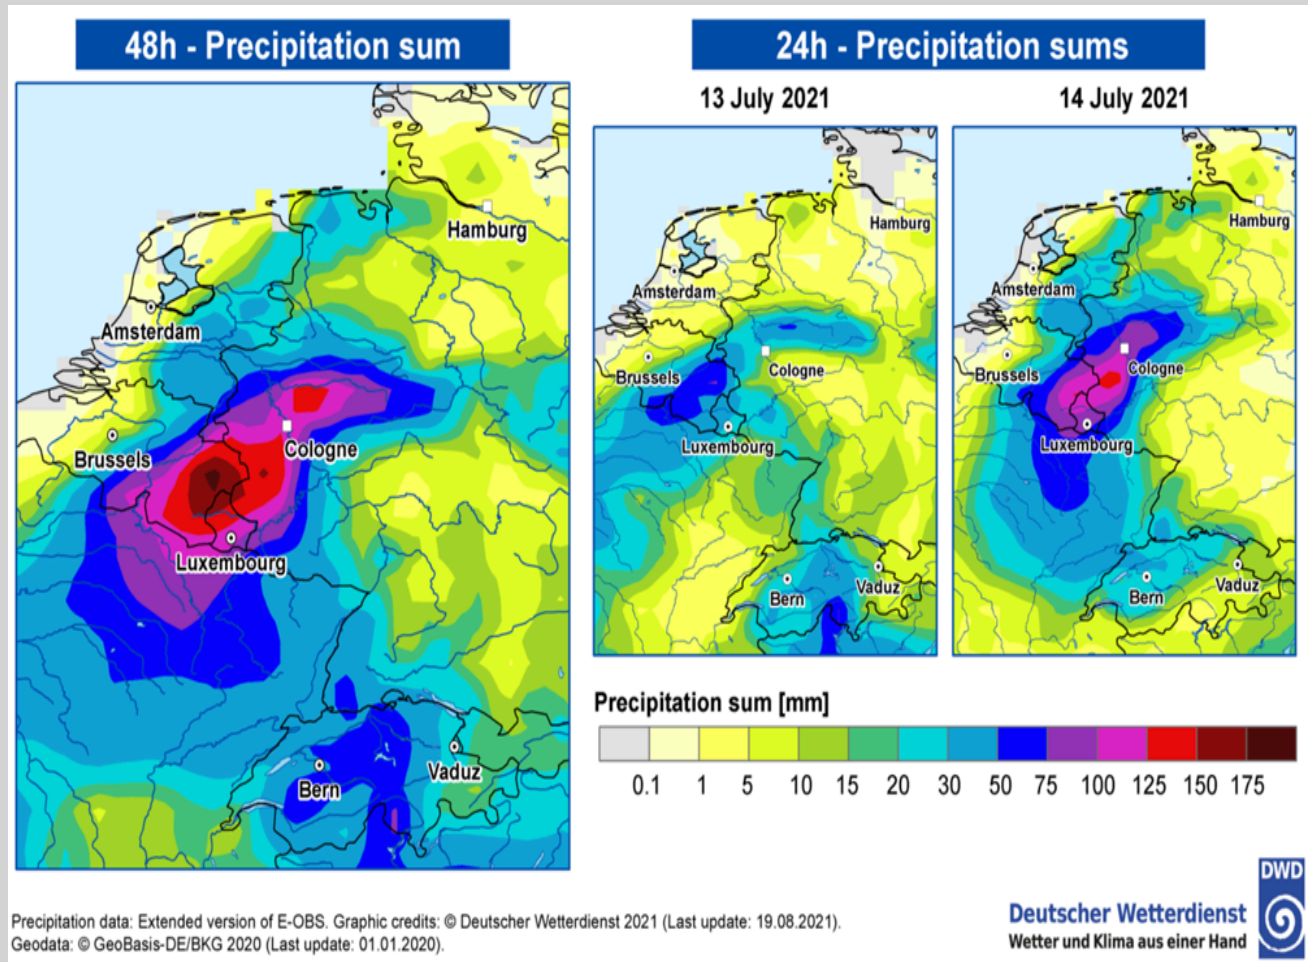 48h - Precipitation sum
24h - Precipitation sums
13 July 2021
14 July 2021
Hamburg
Amsterdam
Brussels
Cologne
Luxembourg
Bern
Vaduz
Hamburg
Amsterdam
Brussels
Cologne
Luxembourg
Bern
Vaduz
Hamburg
Amsterdam
Brussels
Cologne
Luxembourg
Bern
Vaduz
Precipitation sum [mm]
0.1 1 5 10 15 20 30 50 75 100 125 150 175
Precipitation data: Extended version of E-OBS. Graphic credits: © Deutscher Wetterdienst 2021 (Last update: 19.08.2021).
Geodata: © GeoBasis-DE/BKG 2020 (Last update: 01.01.2020).
Deutscher Wetterdienst
Wetter und Klima aus einer Hand
DWD